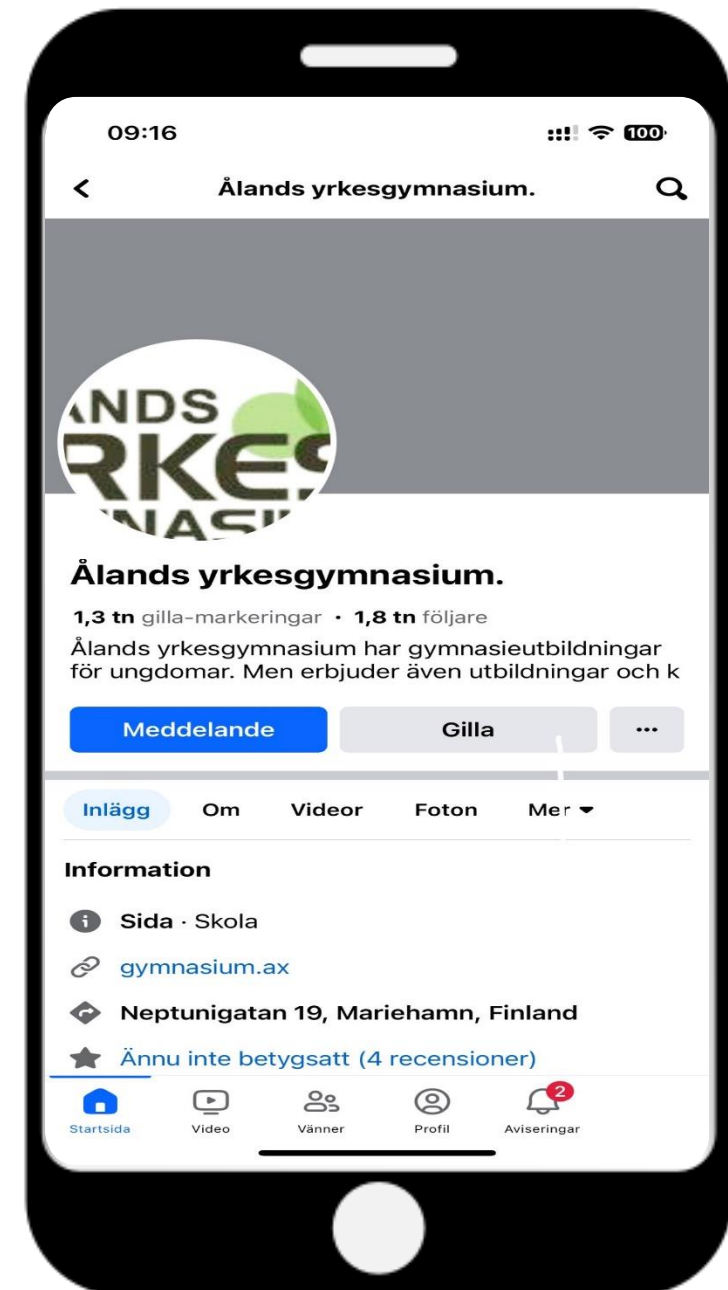 09:16
100
Ålands yrkesgymnasium.
ANDS
RKES
NASIU
Ålands yrkesgymnasium.
1,3 tn gilla-markeringar · 1,8 tn följare
Ålands yrkesgymnasium har gymnasieutbildningar
för ungdomar. Men erbjuder även utbildningar och k
Meddelande Gilla ...
Inlägg Om Videor Foton Mer
Information
Sida · Skola
gymnasium.ax
Neptunigatan 19, Mariehamn, Finland
Ännu inte betygsatt (4 recensioner)
2
Startsida Video Vänner Profil Aviseringar